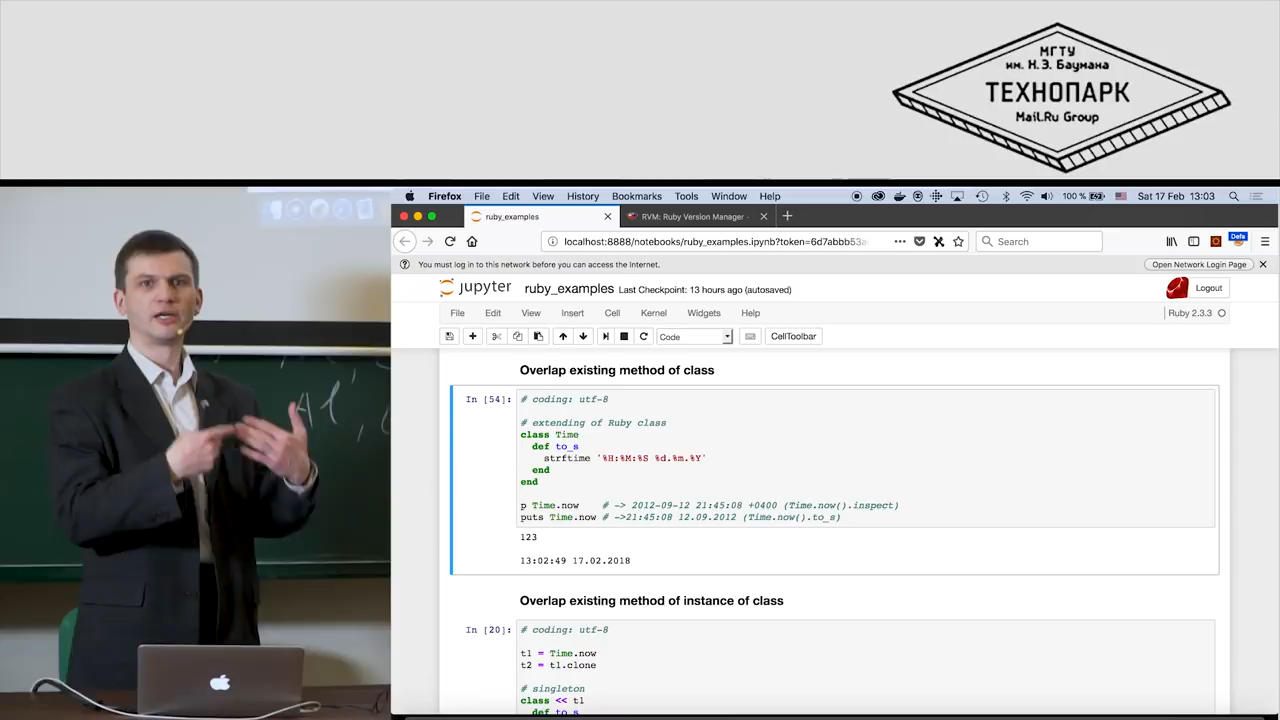 МГТУ
им. Н.Э. Баумана
ТЕХНОПАРК
Mail.Ru Group
Firefox File Edit View History Bookmarks Tools Window Help 100 % Sat 17 Feb 13:03
ruby_examples RVM: Ruby Version Manager -
localhost:8888/notebooks/ruby_examples.ipynb?token=6d7abbb53a Search Defa
You must log in to this network before you can access the Internet. Open Network Login Page
jupyter ruby_examples Last Checkpoint: 13 hours ago (autosaved) Logout
File Edit View Insert Cell Kernel Widgets Help Ruby 2.3.3
Code CellToolbar
Overlap existing method of class
In [54]: # coding: utf-8
# extending of Ruby class
class Time
def to_s
strftime '%H:%M:%S %d.%m.%Y'
end
end
p Time.now # -> 2012-09-12 21:45:08 +0400 (Time.now().inspect)
puts Time.now # ->21:45:08 12.09.2012 (Time.now().to_s)
123
13:02:49 17.02.2018
Overlap existing method of instance of class
In [20]: # coding: utf-8
t1 = Time.now
t2 = t1.clone
# singleton
class << t1
def to_s